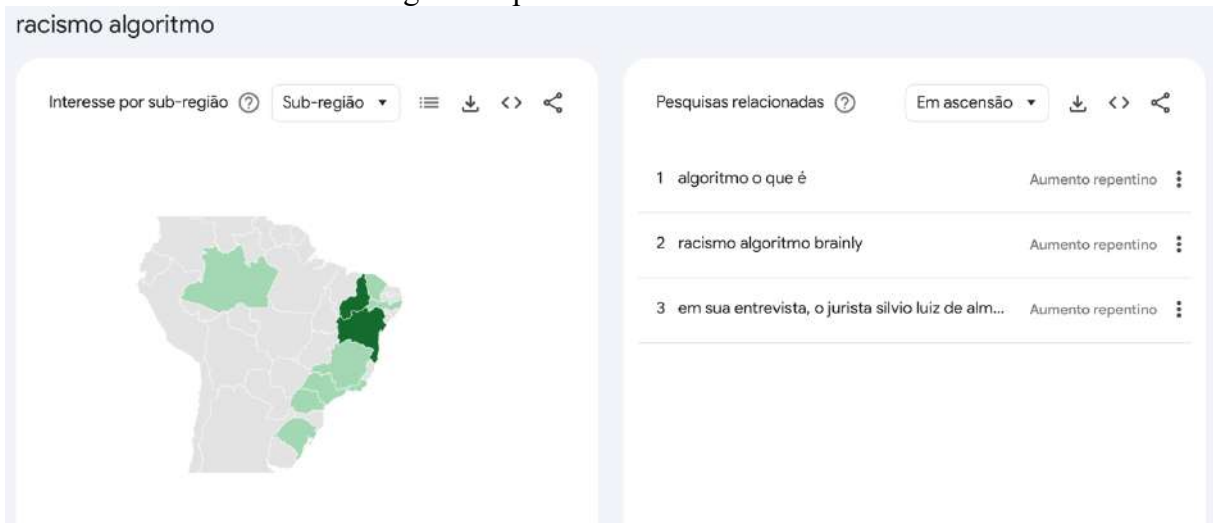 racismo algoritmo
Interesse por sub-região
Sub-região
Pesquisas relacionadas
Em ascensão
1 algoritmo o que é Aumento repentino
2 racismo algoritmo brainly Aumento repentino
3 em sua entrevista, o jurista silvio luiz de alm... Aumento repentino